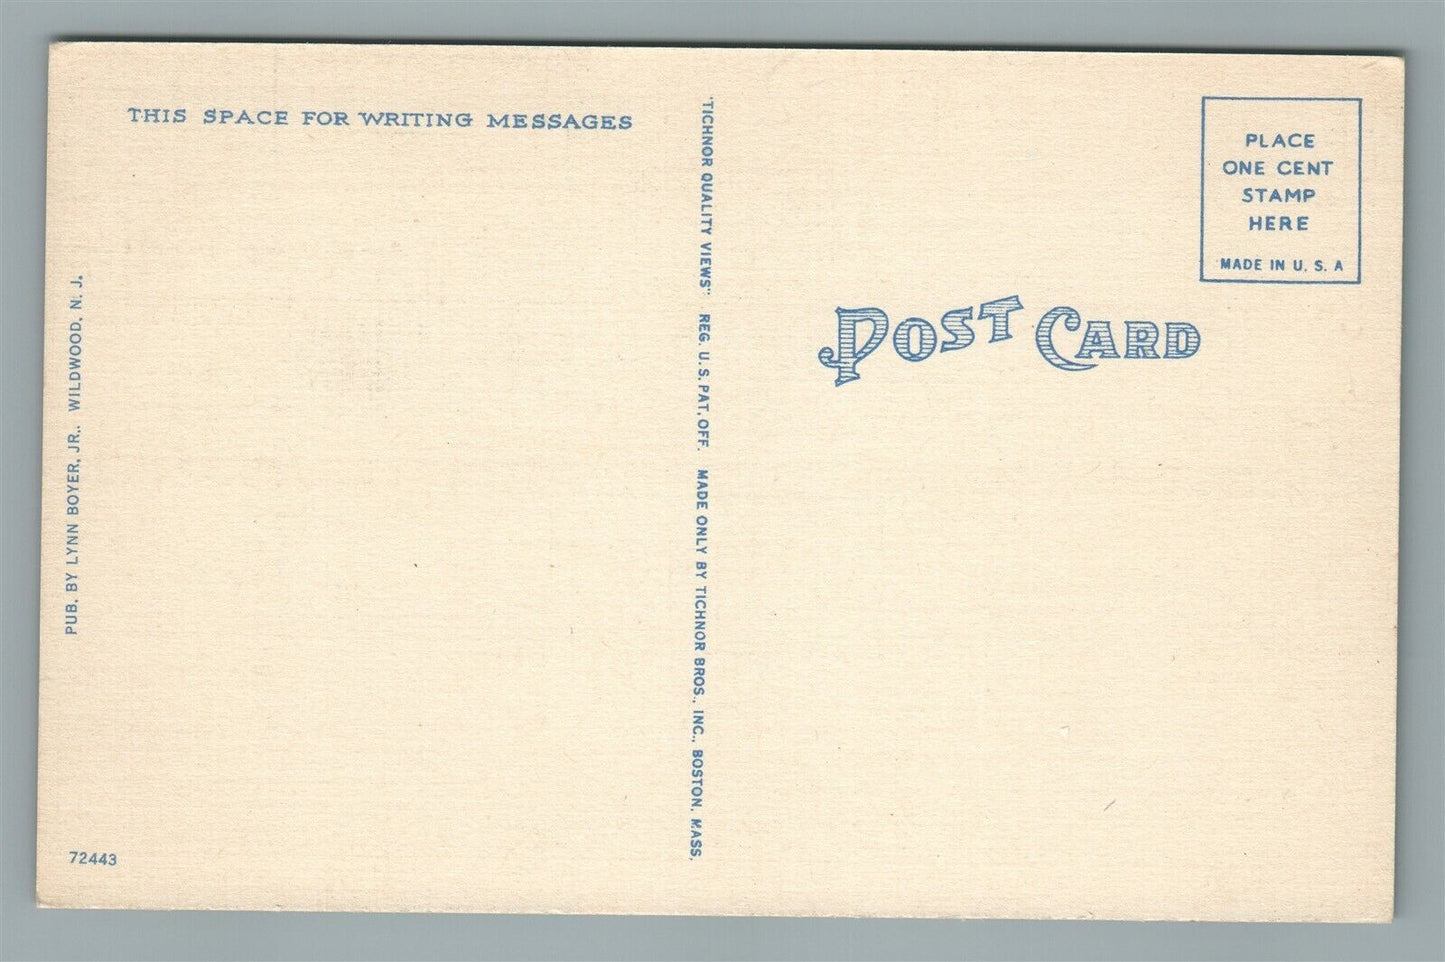 THIS SPACE FOR WRITING MESSAGES
PUB. BY LYNN BOYER, JR., WILDWOOD, N. J.
72443
"TICHNOR QUALITY VIEWS" REG. U. S. PAT. OFF. MADE ONLY BY TICHNOR BROS., INC., BOSTON, MASS.
POST CARD
PLACE
ONE CENT
STAMP
HERE
MADE IN U. S. A